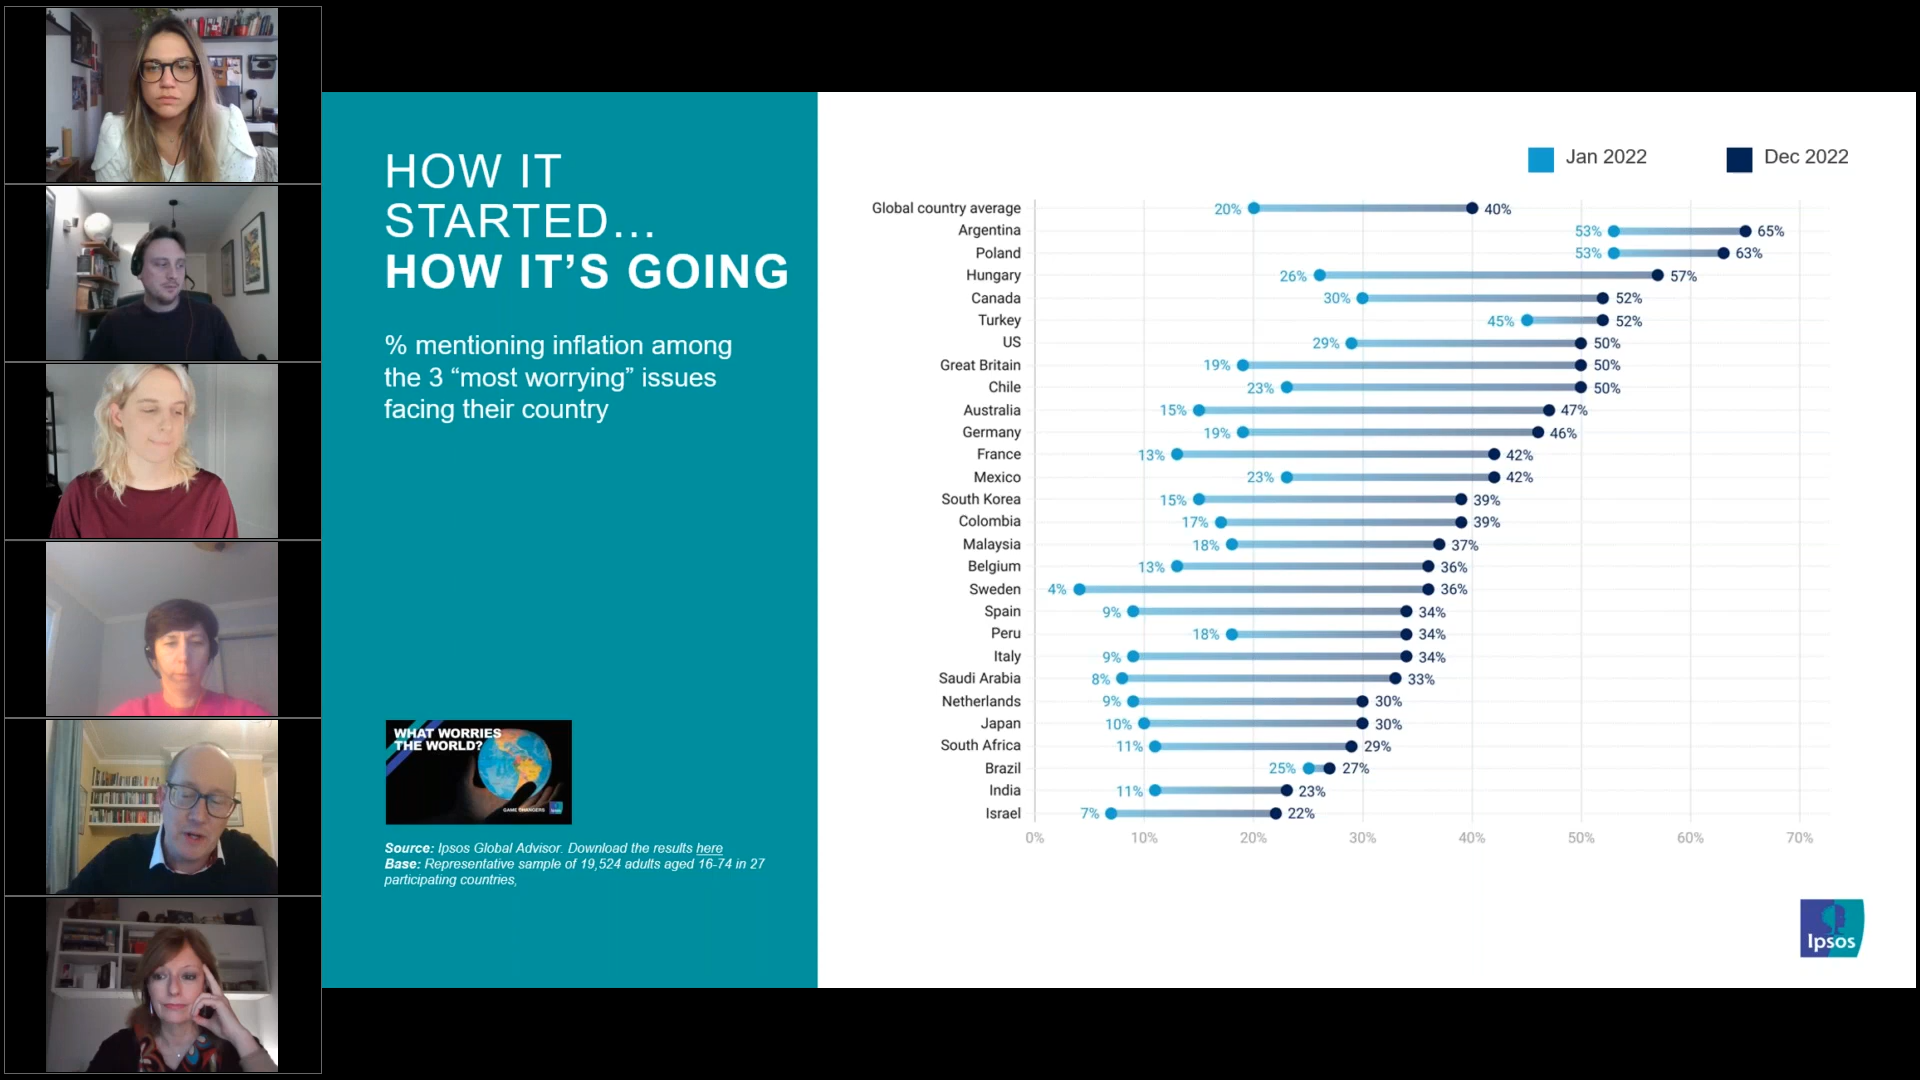 HOW IT
STARTED...
HOW IT'S GOING
% mentioning inflation among
the 3 “most worrying” issues
facing their country
WHAT WORRIES
THE WORLD?
GAME CHANGERS
Ipsos
Source: Ipsos Global Advisor. Download the results here
Base: Representative sample of 19,524 adults aged 16-74 in 27
participating countries,
Jan 2022 Dec 2022
Global country average 20% 40%
Argentina 53% 65%
Poland 53% 63%
Hungary 26% 57%
Canada 30% 52%
Turkey 45% 52%
US 29% 50%
Great Britain 19% 50%
Chile 23% 50%
Australia 15% 47%
Germany 19% 46%
France 13% 42%
Mexico 23% 42%
South Korea 15% 39%
Colombia 17% 39%
Malaysia 18% 37%
Belgium 13% 36%
Sweden 4% 36%
Spain 9% 34%
Peru 18% 34%
Italy 9% 34%
Saudi Arabia 8% 33%
Netherlands 9% 30%
Japan 10% 30%
South Africa 11% 29%
Brazil 25% 27%
India 11% 23%
Israel 7% 22%
0% 10% 20% 30% 40% 50% 60% 70%
Ipsos